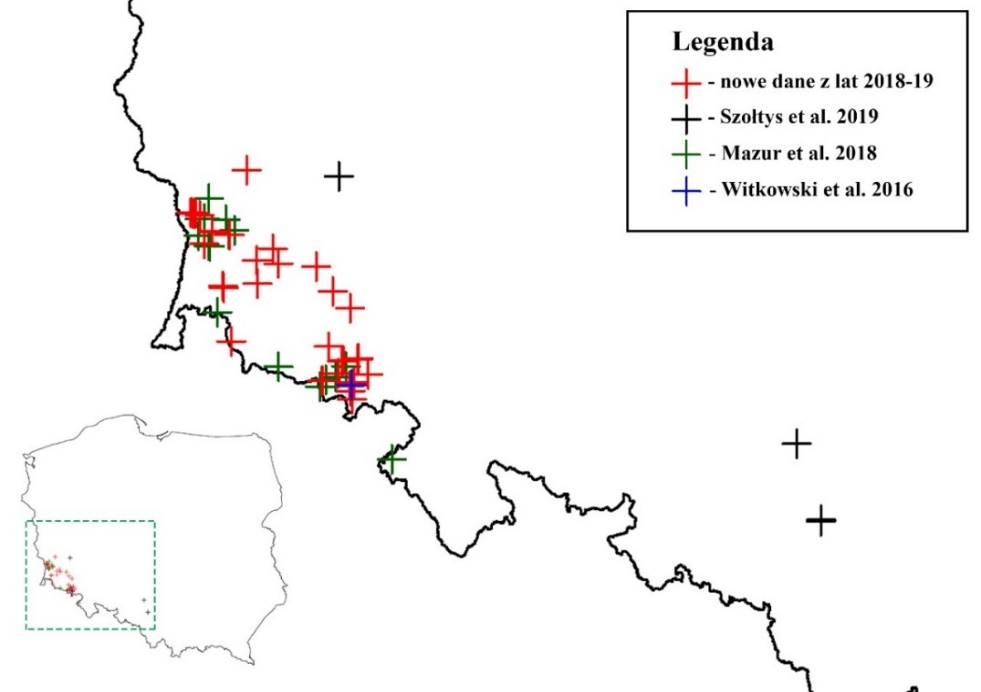 Legenda
- nowe dane z lat 2018-19
- Szołtys et al. 2019
- Mazur et al. 2018
- Witkowski et al. 2016